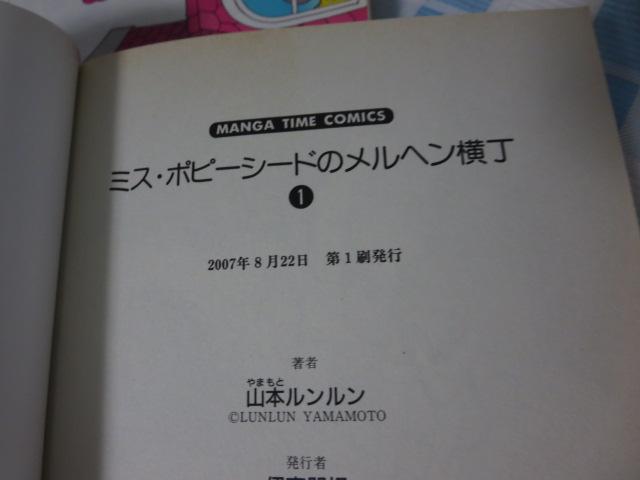 MANGA TIME COMICS
ミス・ポピーシードのメルヘン横丁
1
2007年8月22日 第1刷発行
著者
やまもと
山本ルンルン
©LUNLUN YAMAMOTO
発行者